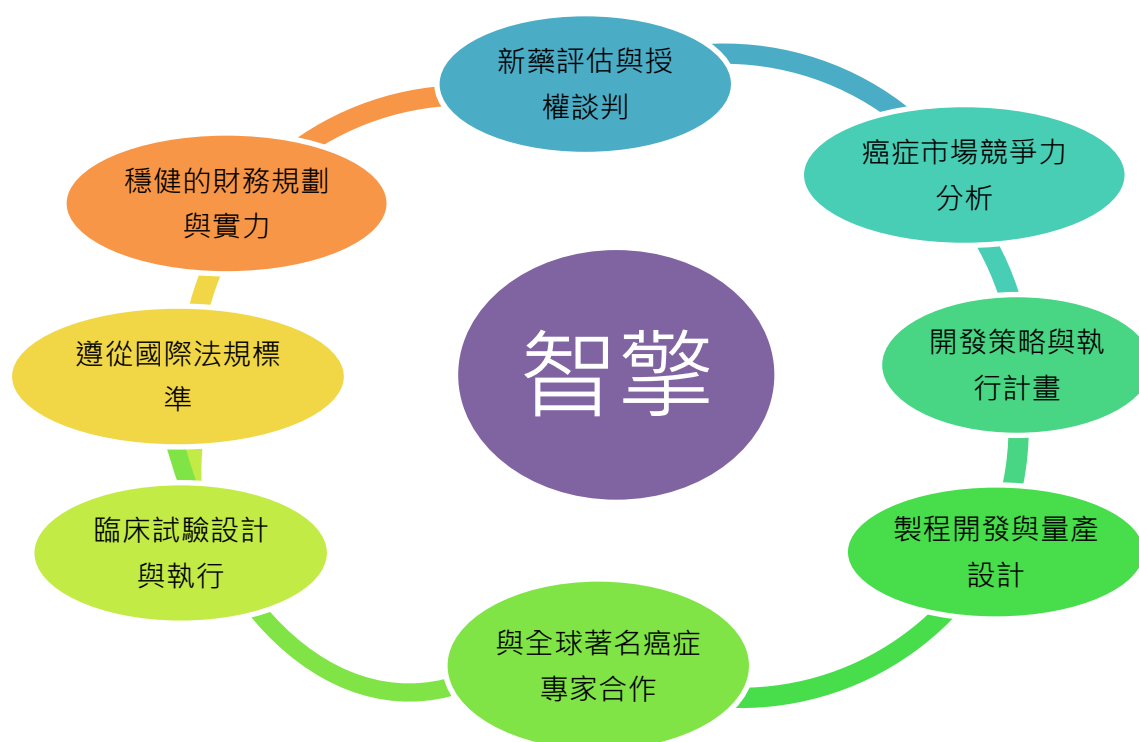 新藥評估與授
權談判
癌症市場競爭力
分析
開發策略與執
行計畫
製程開發與量產
設計
與全球著名癌症
專家合作
臨床試驗設計
與執行
遵從國際法規標
準
穩健的財務規劃
與實力
智擎